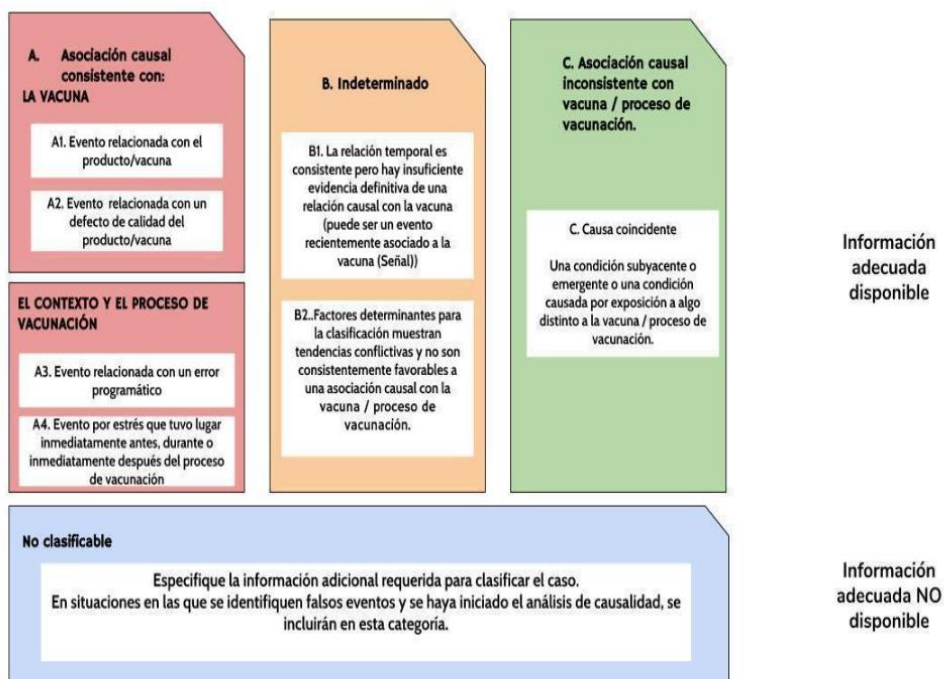 A. Asociación causal
consistente con:
LA VACUNA
A1. Evento relacionada con el
producto/vacuna
A2. Evento relacionada con un
defecto de calidad del
producto/vacuna
EL CONTEXTO Y EL PROCESO DE
VACUNACIÓN
A3. Evento relacionada con un error
programático
A4. Evento por estrés que tuvo lugar
inmediatamente antes, durante o
inmediatamente después del proceso
de vacunación
B. Indeterminado
B1. La relación temporal es
consistente pero hay insuficiente
evidencia definitiva de una
relación causal con la vacuna
(puede ser un evento
recientemente asociado a la
vacuna (Señal))
B2..Factores determinantes para
la clasificación muestran
tendencias conflictivas y no son
consistentemente favorables a
una asociación causal con la
vacuna / proceso de
vacunación.
C. Asociación causal
inconsistente con
vacuna / proceso de
vacunación.
C. Causa coincidente
Una condición subyacente o
emergente o una condición
causada por exposición a algo
distinto a la vacuna / proceso de
vacunación.
Información
adecuada
disponible
No clasificable
Especifique la información adicional requerida para clasificar el caso.
En situaciones en las que se identifiquen falsos eventos y se haya iniciado el análisis de causalidad, se
incluirán en esta categoría.
Información
adecuada NO
disponible